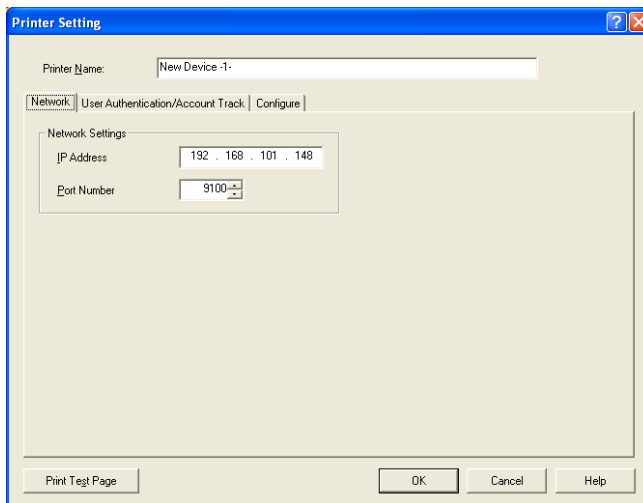 Printer Setting
Printer Name: New Device -1-
Network User Authentication/Account Track Configure
Network Settings
IP Address 192 . 168 . 101 . 148
Port Number 9100
Print Test Page OK Cancel Help